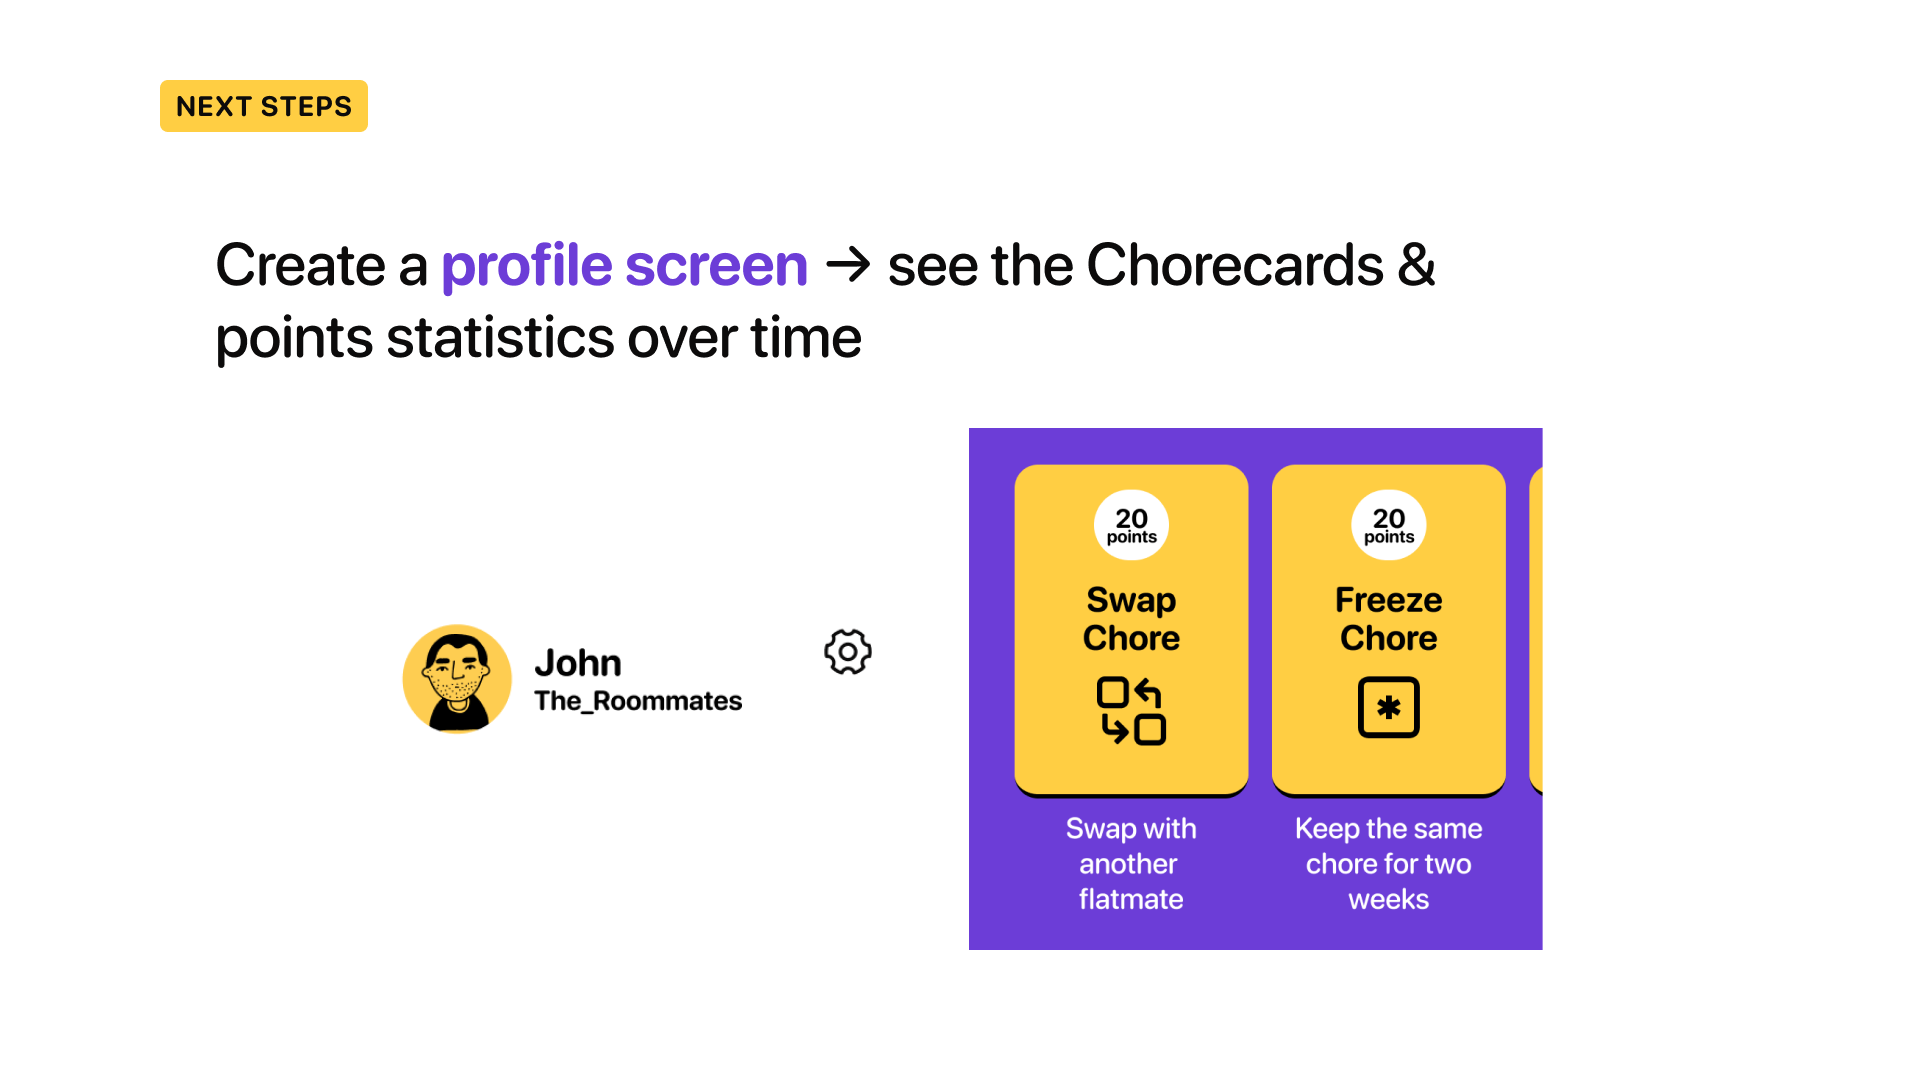 NEXT STEPS
Create a profile screen → see the Chorecards &
points statistics over time
John
The_Roommates
20
points
Swap
Chore
Swap with
another
flatmate
20
points
Freeze
Chore
Keep the same
chore for two
weeks